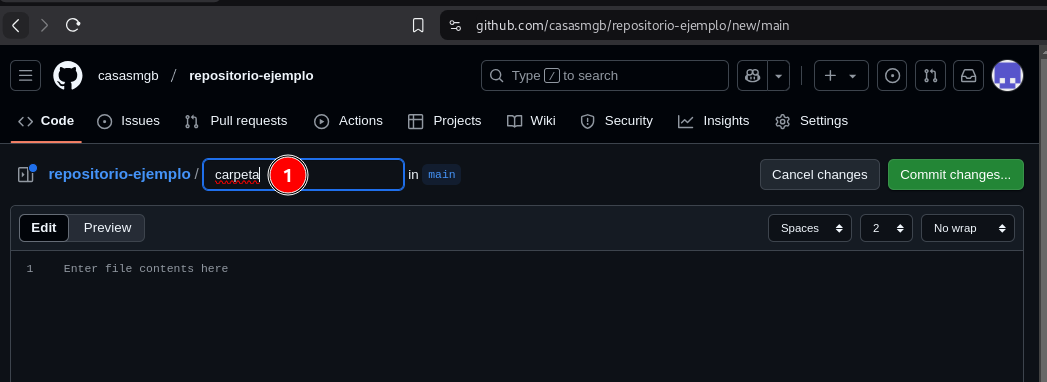 github.com/casasmgb/repositorio-ejemplo/new/main
casasmgb / repositorio-ejemplo
Type / to search
Code Issues Pull requests Actions Projects Wiki Security Insights Settings
repositorio-ejemplo / carpeta 1 in main Cancel changes Commit changes...
Edit Preview Spaces 2 No wrap
1 Enter file contents here